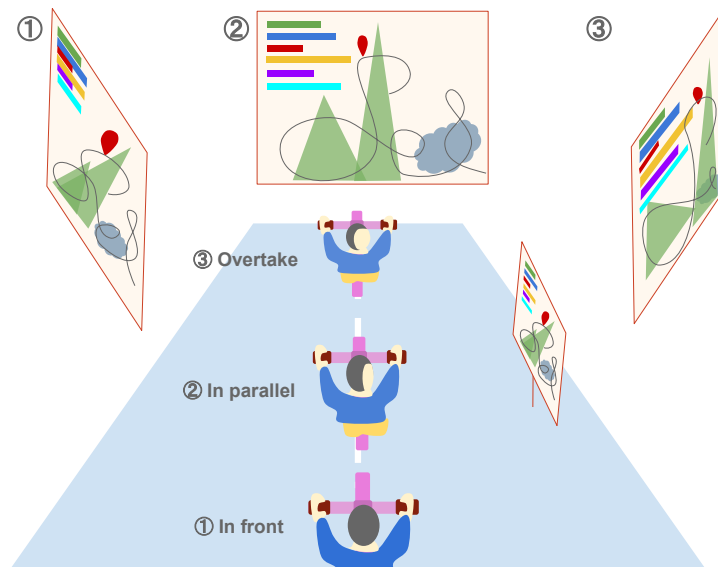 ① ② ③
③ Overtake
② In parallel
① In front